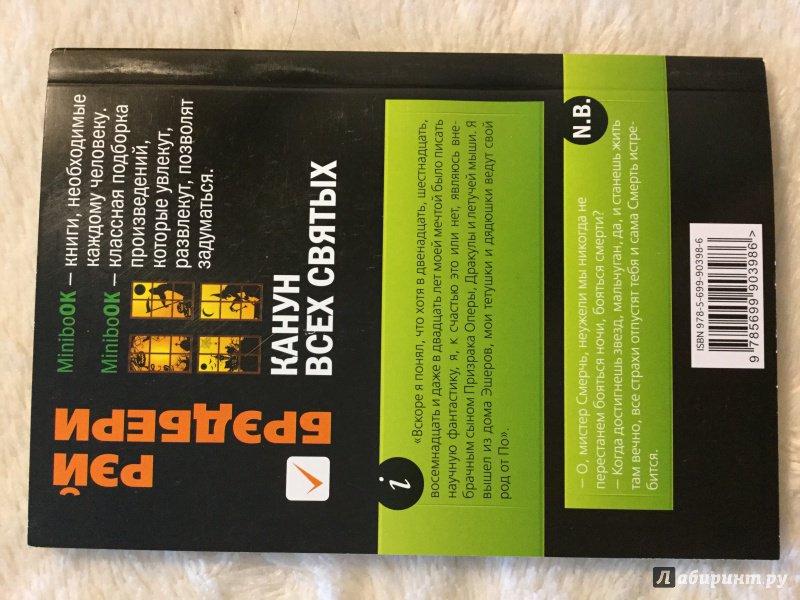 РЭЙ
БРЭДБЕРИ
MiniboOK — книги, необходимые
каждому человеку.
MiniboOK — классная подборка
произведений,
которые увлекут,
развлекут, позволят
задуматься.
КАНУН
ВСЕХ СВЯТЫХ
i
«Вскоре я понял, что хотя в двенадцать, шестнадцать,
восемнадцать и даже в двадцать лет моей мечтой было писать
научную фантастику, я, к счастью это или нет, являюсь вне-
брачным сыном Призрака Оперы, Дракулы и летучей мыши. Я
вышел из дома Эшеров, мои тетушки и дядюшки ведут свой
род от По».
N.B.
— О, мистер Смерчь, неужели мы никогда не
перестанем бояться ночи, бояться смерти?
— Когда достигнешь звезд, мальчуган, да, и станешь жить
там вечно, все страхи отпустят тебя и сама Смерть истре-
бится.
ISBN 978-5-699-90398-6
9 785699 903986 >
Лабиринт.ру